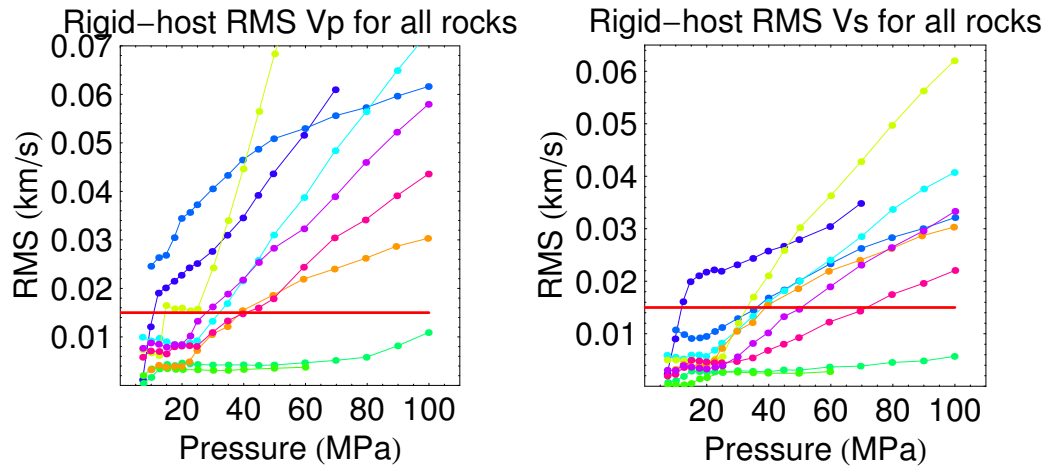 Rigid−host RMS Vp for all rocks
0.07
0.06
0.05
0.04
0.03
0.02
0.01
RMS (km/s)
20 40 60 80 100
Pressure (MPa)
Rigid−host RMS Vs for all rocks
0.06
0.05
0.04
0.03
0.02
0.01
RMS (km/s)
20 40 60 80 100
Pressure (MPa)